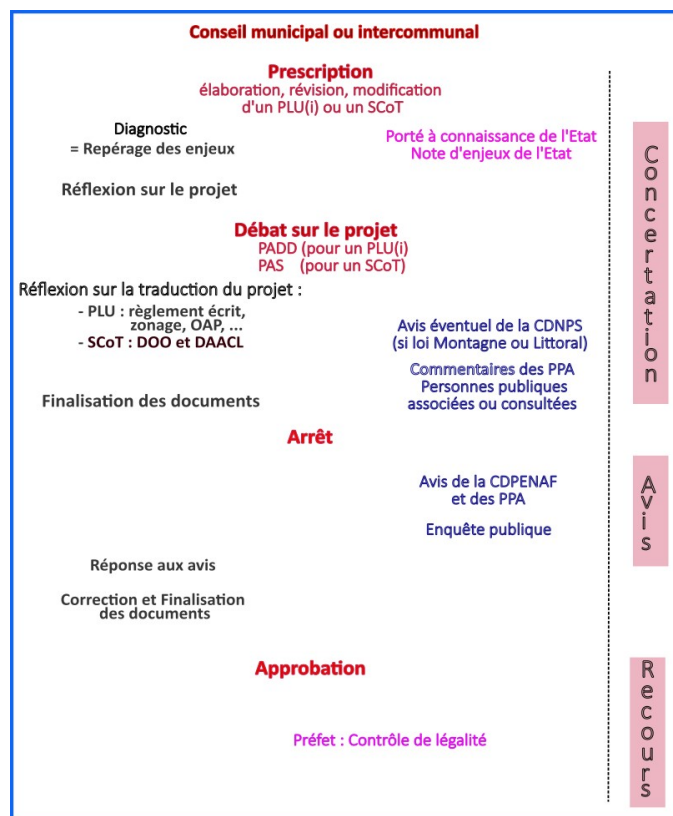 Conseil municipal ou intercommunal
Prescription
élaboration, révision, modification
d'un PLU(i) ou un SCoT
Diagnostic
= Repérage des enjeux
Porté à connaissance de l'Etat
Note d'enjeux de l'Etat
Réflexion sur le projet
Concertation
Débat sur le projet
PADD (pour un PLU(i)
PAS (pour un SCoT)
Réflexion sur la traduction du projet :
- PLU : règlement écrit,
zonage, OAP, ...
- SCoT : DOO et DAACL
Avis éventuel de la CDNPS
(si loi Montagne ou Littoral)
Commentaires des PPA
Personnes publiques
associées ou consultées
Finalisation des documents
Arrêt
Avis de la CDPENAF
et des PPA
Enquête publique
Avis
Réponse aux avis
Correction et Finalisation
des documents
Approbation
Préfet : Contrôle de légalité
Recours